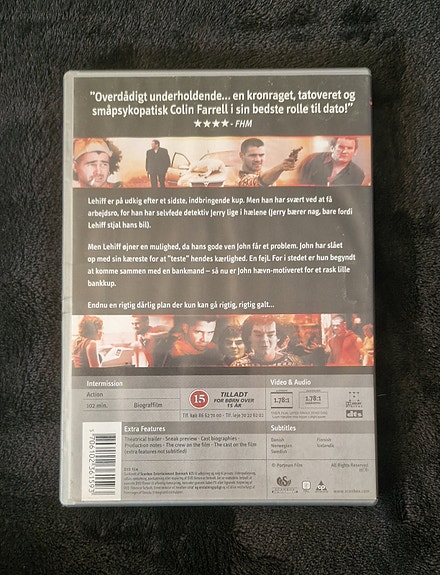 "Overdådigt underholdende... en kronraget, tatoveret og
småpsykopatisk Colin Farrell i sin bedste rolle til dato!"
★★★★ - FHM
Lehiff er på udkig efter et sidste, indbringende kup. Men han har svært ved at få
arbejdsro, for han har selvfede detektiv Jerry lige i hælene (Jerry bærer nag, bare fordi
Lehiff stjal hans bil).
Men Lehiff øjner en mulighed, da hans gode ven John får et problem. John har slået
op med sin kæreste for at "teste" hendes kærlighed. En fejl. For i stedet er hun begyndt
at komme sammen med en bankmand – så nu er John hævn-motiveret for et rask lille
bankkup.
Endnu en rigtig dårlig plan der kun kan gå rigtig, rigtig galt...
Intermission
Action
102 min. Biograffilm
15 TILLADT
FOR BØRN OVER
15 ÅR
Video & Audio
1.78:1 1.78:1
dts
Extra Features
Theatrical trailer · Sneak preview · Cast biographies ·
Production notes · The crew on the film · The cast on the film
(extra features not subtitled)
Subtitles
Danish Finnish
Norwegian Icelandic
Swedish
All Rights Reserved.